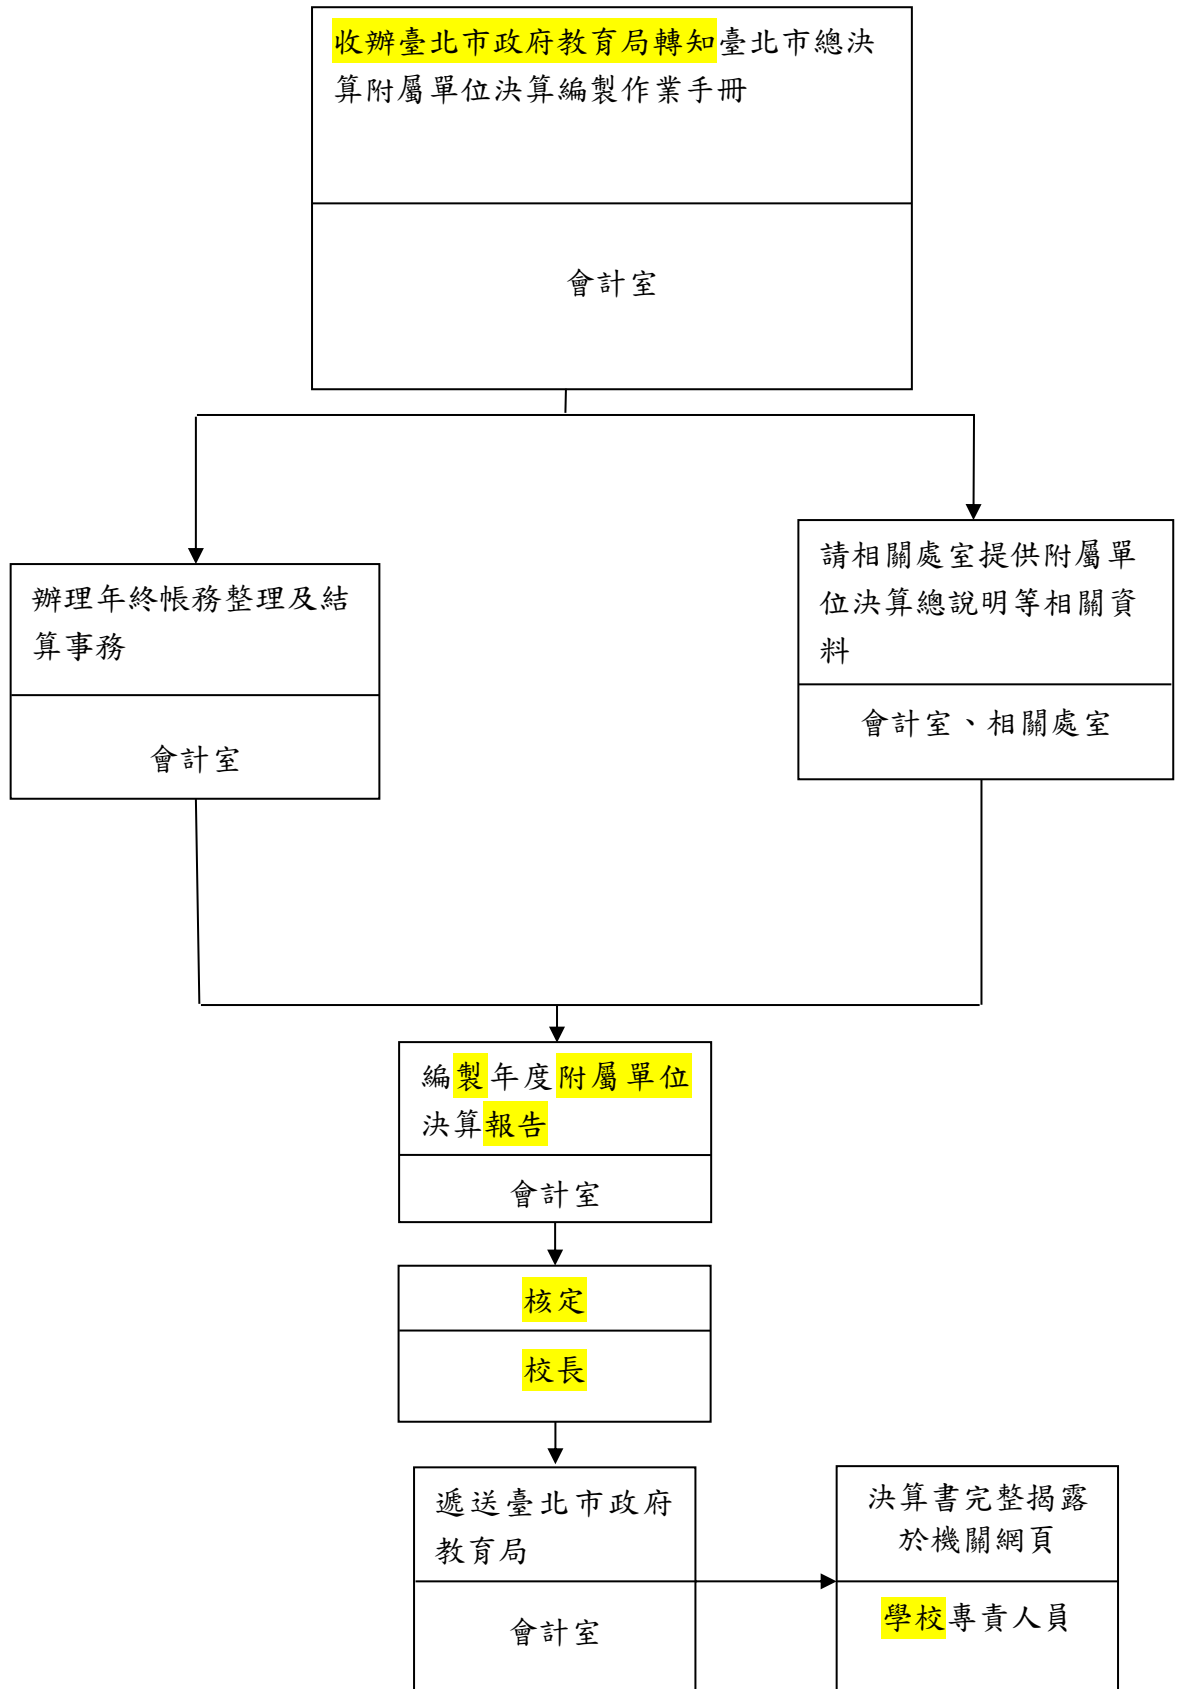 收辦臺北市政府教育局轉知臺北市總決
算附屬單位決算編製作業手冊
會計室
辦理年終帳務整理及結
算事務
會計室
請相關處室提供附屬單
位決算總說明等相關資
料
會計室、相關處室
編製年度附屬單位
決算報告
會計室
核定
校長
遞送臺北市政府
教育局
會計室
決算書完整揭露
於機關網頁
學校專責人員